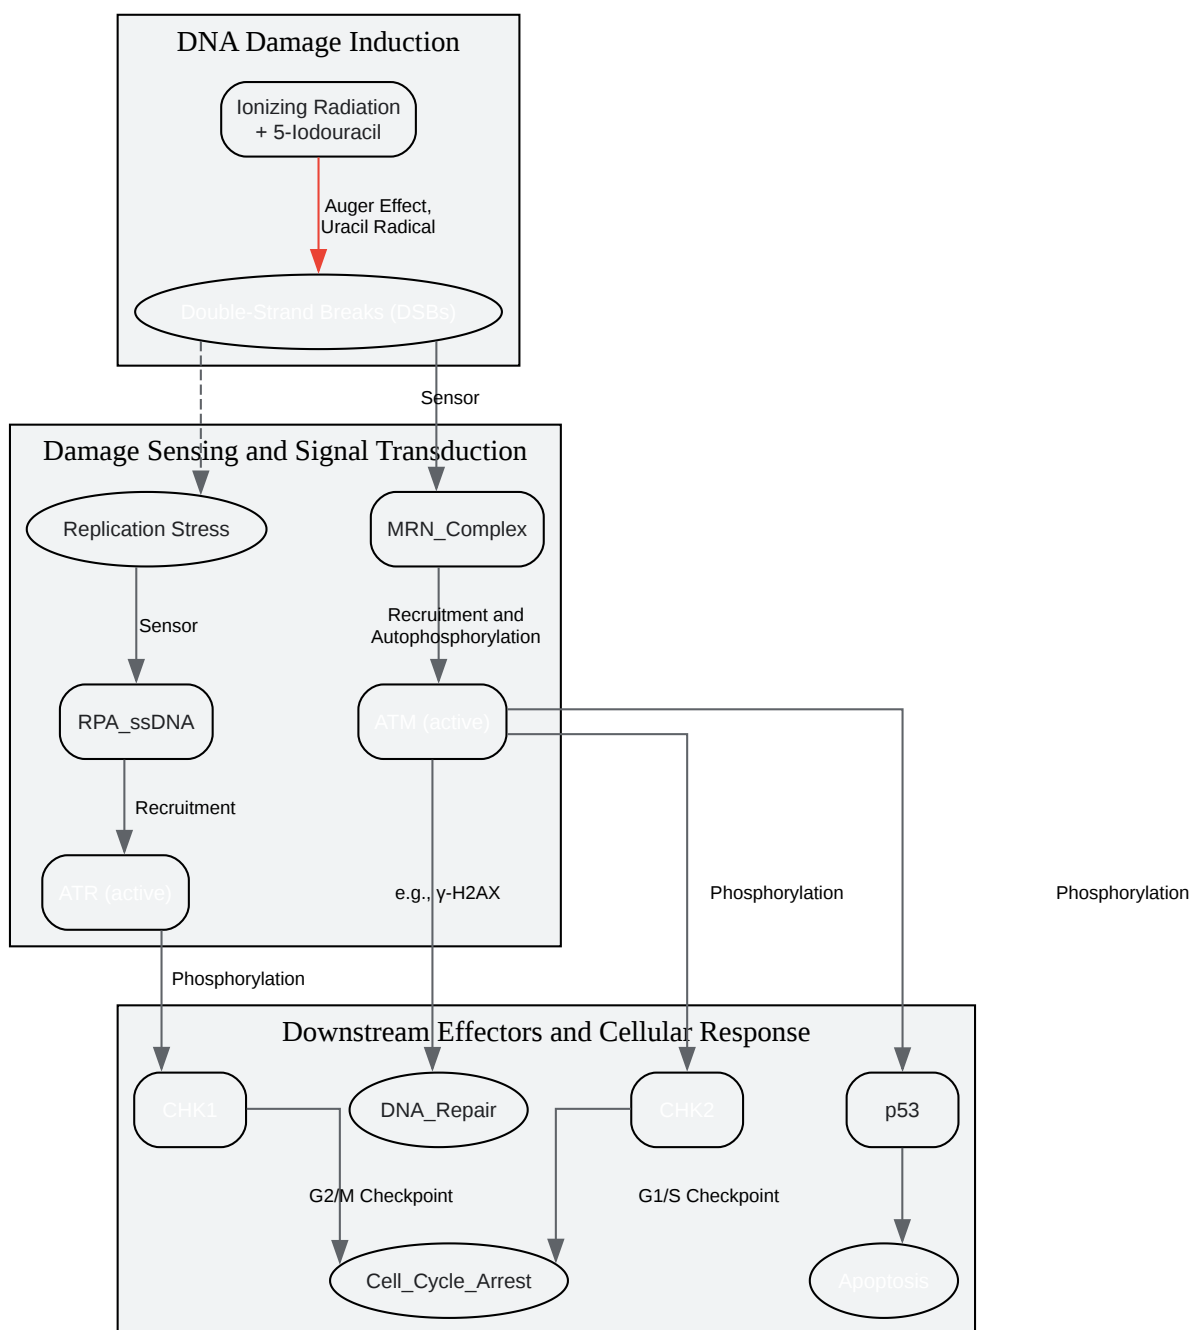 DNA Damage Induction
Ionizing Radiation
+ 5-Iodouracil
Auger Effect,
Uracil Radical
Double-Strand Breaks (DSBs)
Sensor
Damage Sensing and Signal Transduction
Replication Stress
MRN_Complex
Sensor
Recruitment and
Autophosphorylation
RPA_ssDNA
ATM (active)
Recruitment
ATR (active)
e.g., γ-H2AX
Phosphorylation
Phosphorylation
Phosphorylation
Downstream Effectors and Cellular Response
CHK1
DNA_Repair
CHK2
p53
G2/M Checkpoint
G1/S Checkpoint
Cell_Cycle_Arrest
Apoptosis